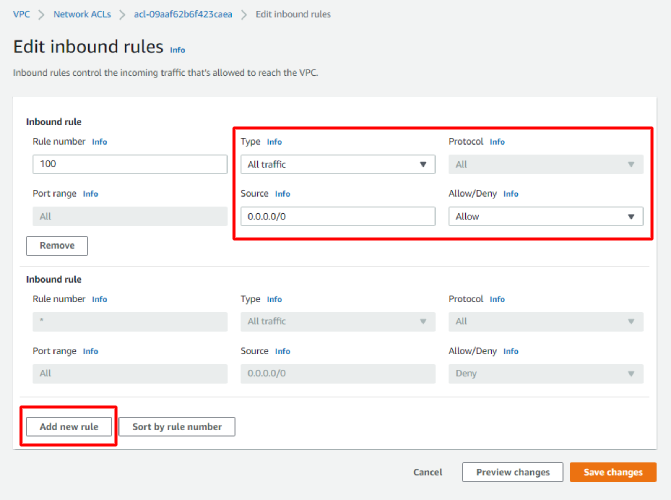 VPC > Network ACLs > acl-09aaf62b6f423caea > Edit inbound rules
Edit inbound rules Info
Inbound rules control the incoming traffic that's allowed to reach the VPC.
Inbound rule
Rule number Info Type Info Protocol Info
100 All traffic All
Port range Info Source Info Allow/Deny Info
All 0.0.0.0/0 Allow
Remove
Inbound rule
Rule number Info Type Info Protocol Info
* All traffic All
Port range Info Source Info Allow/Deny Info
All 0.0.0.0/0 Deny
Add new rule Sort by rule number
Cancel Preview changes Save changes